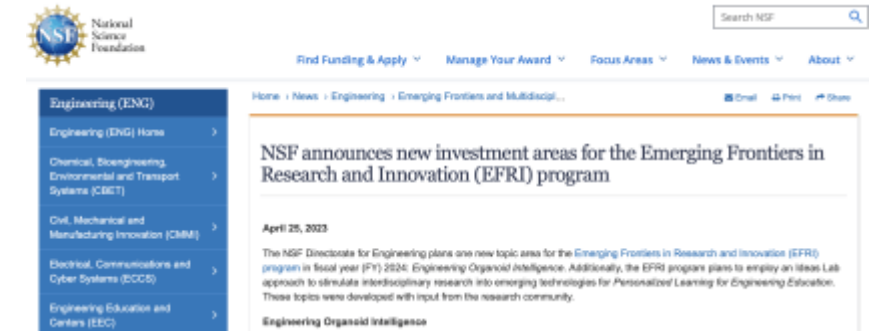 National
Science
Foundation
NSF
Search NSF
Find Funding & Apply
Manage Your Award
Focus Areas
News & Events
About
Engineering (ENG)
Engineering (ENG) Home
Chemical, Bioengineering,
Environmental and Transport
Systems (CBET)
Civil, Mechanical and
Manufacturing Innovation (CMMI)
Electrical, Communications and
Cyber Systems (ECCS)
Engineering Education and
Centers (EEC)
Home › News › Engineering › Emerging Frontiers and Multidiscipl...
Email Print Share
NSF announces new investment areas for the Emerging Frontiers in
Research and Innovation (EFRI) program
April 25, 2023
The NSF Directorate for Engineering plans one new topic area for the Emerging Frontiers in Research and Innovation (EFRI)
program in fiscal year (FY) 2024: Engineering Organoid Intelligence. Additionally, the EFRI program plans to employ an Ideas Lab
approach to stimulate interdisciplinary research into emerging technologies for Personalized Learning for Engineering Education.
These topics were developed with input from the research community.
Engineering Organoid Intelligence